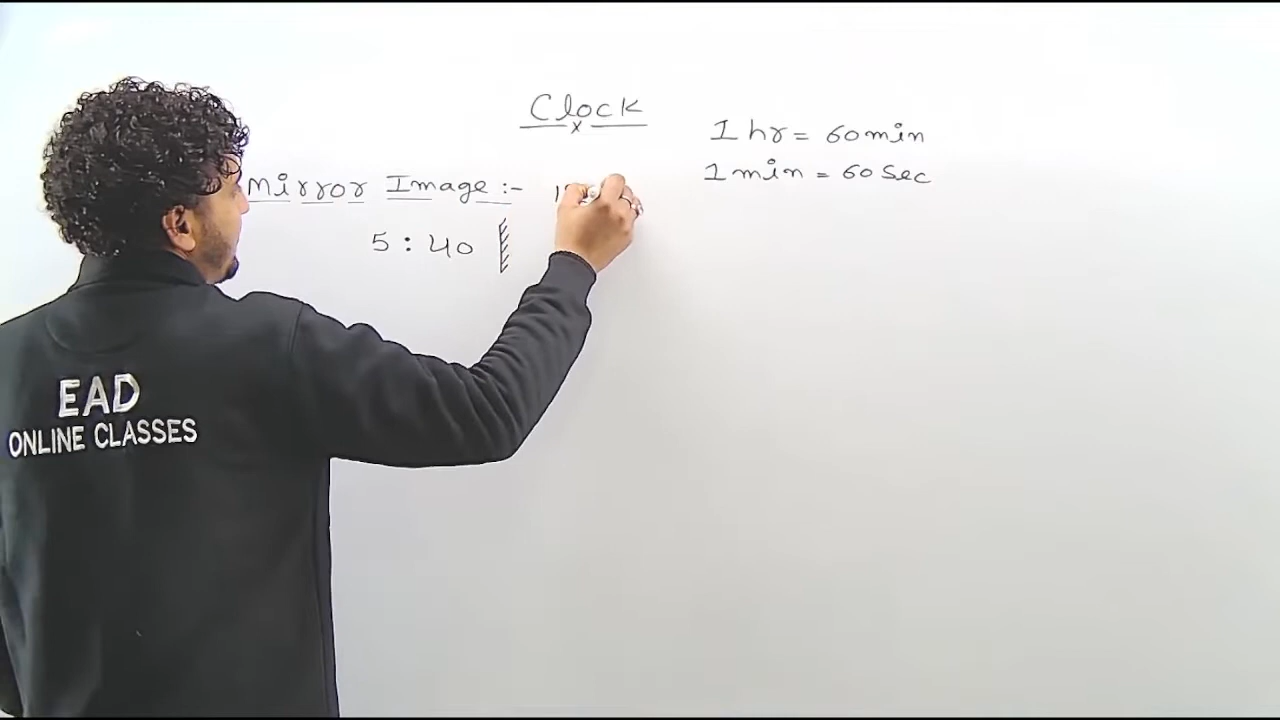 Clock
1 hr = 60 min
1 min = 60 Sec
Mirror Image :-
5 : 40
EAD
ONLINE CLASSES